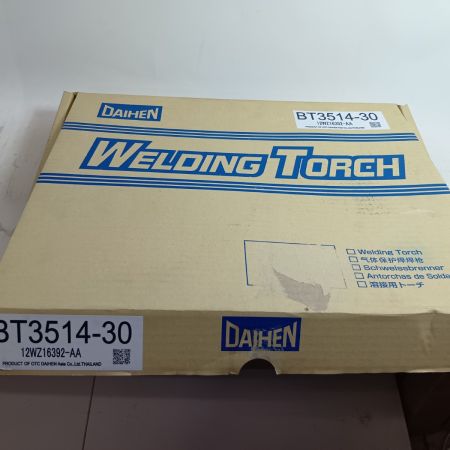 DAIHEN
BT3514-30
12WZ16392-AA
WELDING TORCH
Welding Torch
气体保护焊焊枪
Schweissbrenner
Antorchas de Solda
溶接用トーチ
BT3514-30
12WZ16392-AA
PRODUCT OF OTC DAIHEN Asia Co.,Ltd.THAILAND
DAIHEN